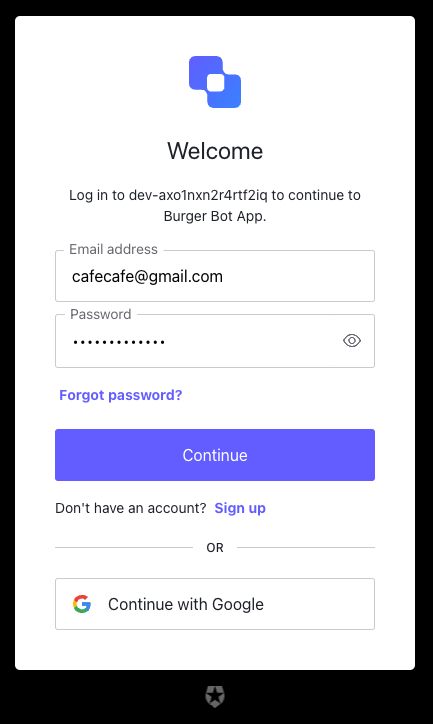 Welcome
Log in to dev-axo1nxn2r4rtf2iq to continue to
Burger Bot App.
Email address
cafecafe@gmail.com
Password
•••••••••••••
Forgot password?
Continue
Don't have an account? Sign up
OR
Continue with Google